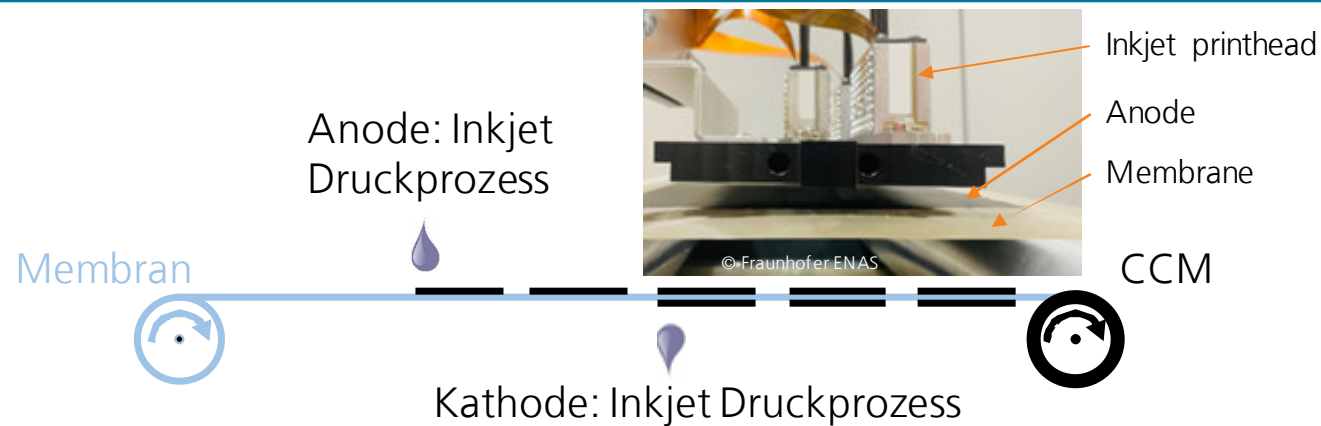 Inkjet printhead
Anode
Membrane
Anode: Inkjet
Druckprozess
© Fraunhofer ENAS
Membran
CCM
Kathode: Inkjet Druckprozess